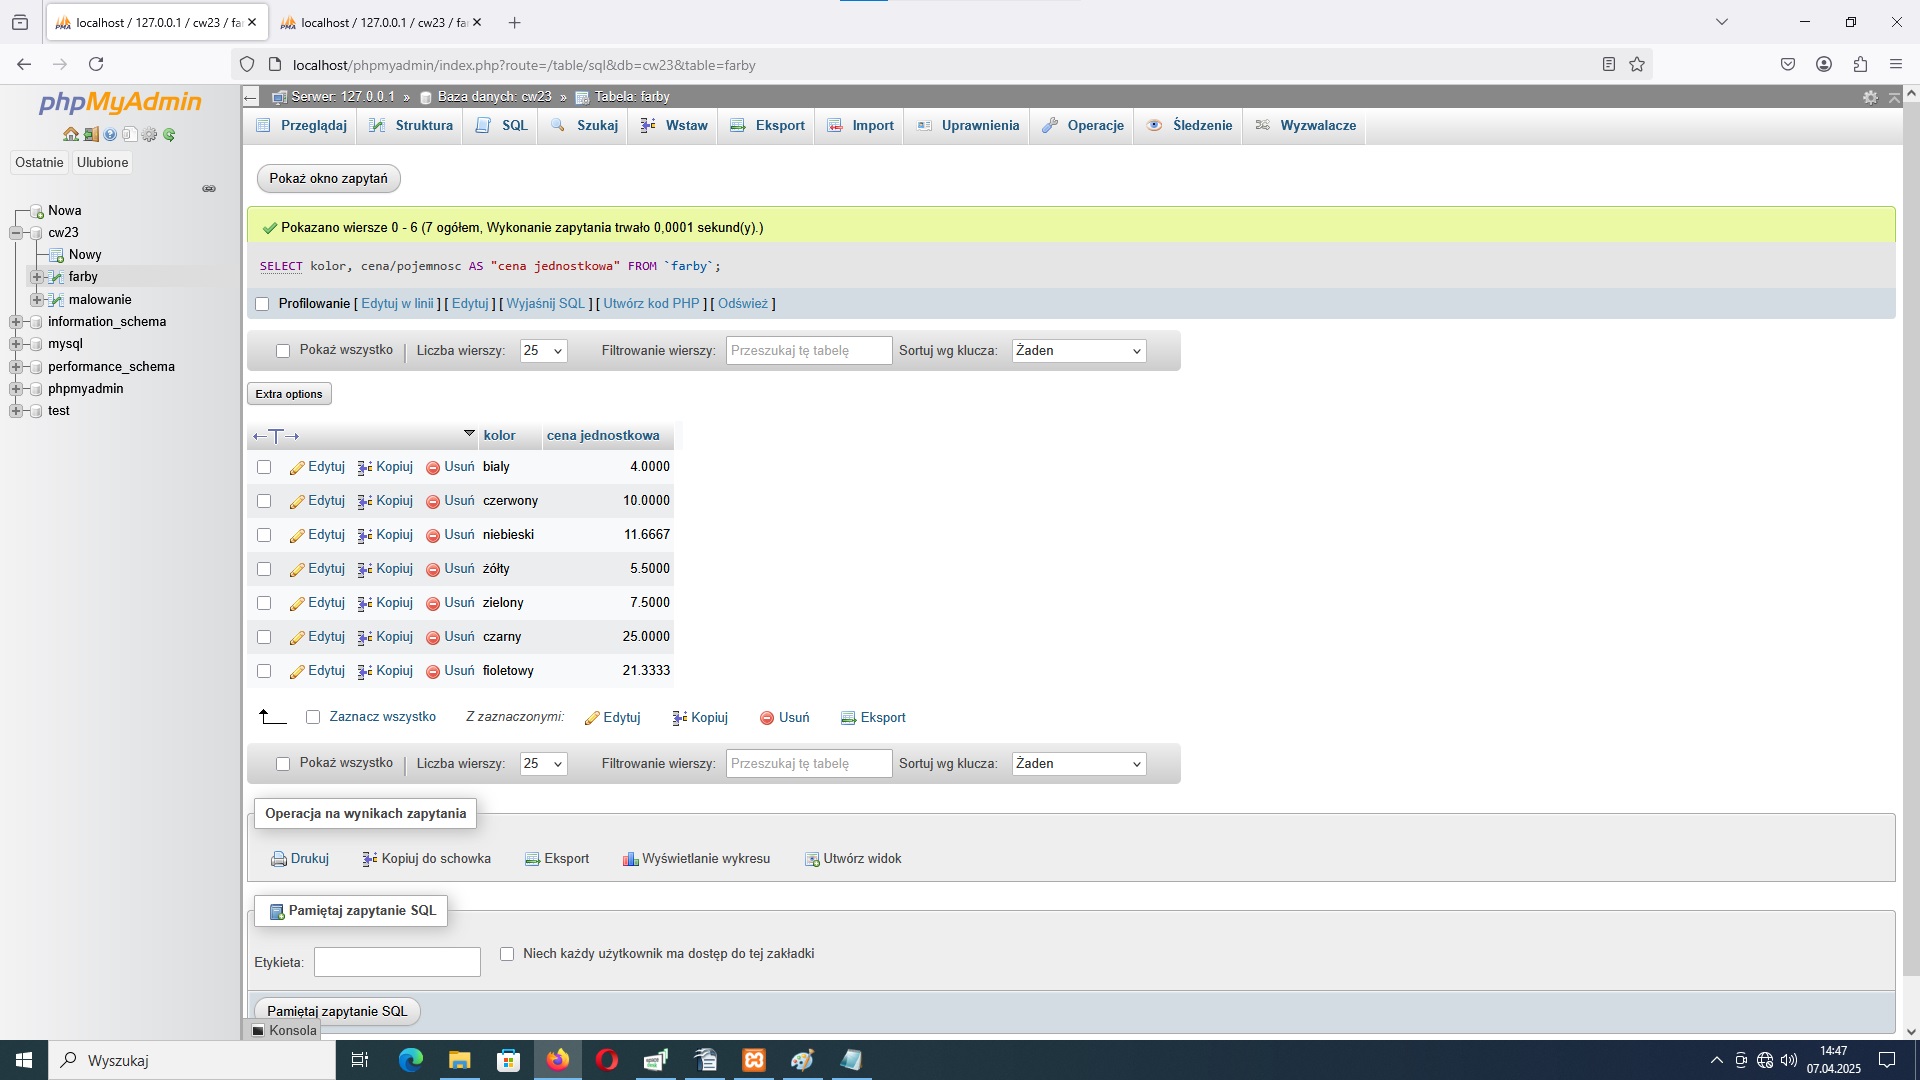 localhost / 127.0.0.1 / cw23 / far
localhost / 127.0.0.1 / cw23 / fa
localhost/phpmyadmin/index.php?route=/table/sql&db=cw23&table=farby
phpMyAdmin
Ostatnie Ulubione
Nowa
cw23
Nowy
farby
malowanie
information_schema
mysql
performance_schema
phpmyadmin
test
Serwer: 127.0.0.1 » Baza danych: cw23 » Tabela: farby
Przeglądaj Struktura SQL Szukaj Wstaw Eksport Import Uprawnienia Operacje Śledzenie Wyzwalacze
Pokaż okno zapytań
Pokazano wiersze 0 - 6 (7 ogółem, Wykonanie zapytania trwało 0,0001 sekund(y).)
SELECT kolor, cena/pojemnosc AS "cena jednostkowa" FROM `farby`;
Profilowanie [ Edytuj w linii ] [ Edytuj ] [ Wyjaśnij SQL ] [ Utwórz kod PHP ] [ Odśwież ]
Pokaż wszystko | Liczba wierszy: 25 Filtrowanie wierszy: Przeszukaj tę tabelę Sortuj wg klucza: Żaden
Extra options
←T→ kolor cena jednostkowa
Edytuj Kopiuj Usuń bialy 4.0000
Edytuj Kopiuj Usuń czerwony 10.0000
Edytuj Kopiuj Usuń niebieski 11.6667
Edytuj Kopiuj Usuń żółty 5.5000
Edytuj Kopiuj Usuń zielony 7.5000
Edytuj Kopiuj Usuń czarny 25.0000
Edytuj Kopiuj Usuń fioletowy 21.3333
Zaznacz wszystko Z zaznaczonymi: Edytuj Kopiuj Usuń Eksport
Pokaż wszystko | Liczba wierszy: 25 Filtrowanie wierszy: Przeszukaj tę tabelę Sortuj wg klucza: Żaden
Operacja na wynikach zapytania
Drukuj Kopiuj do schowka Eksport Wyświetlanie wykresu Utwórz widok
Pamiętaj zapytanie SQL
Etykieta: Niech każdy użytkownik ma dostęp do tej zakładki
Pamiętaj zapytanie SQL
Konsola
Wyszukaj
14:47
07.04.2025